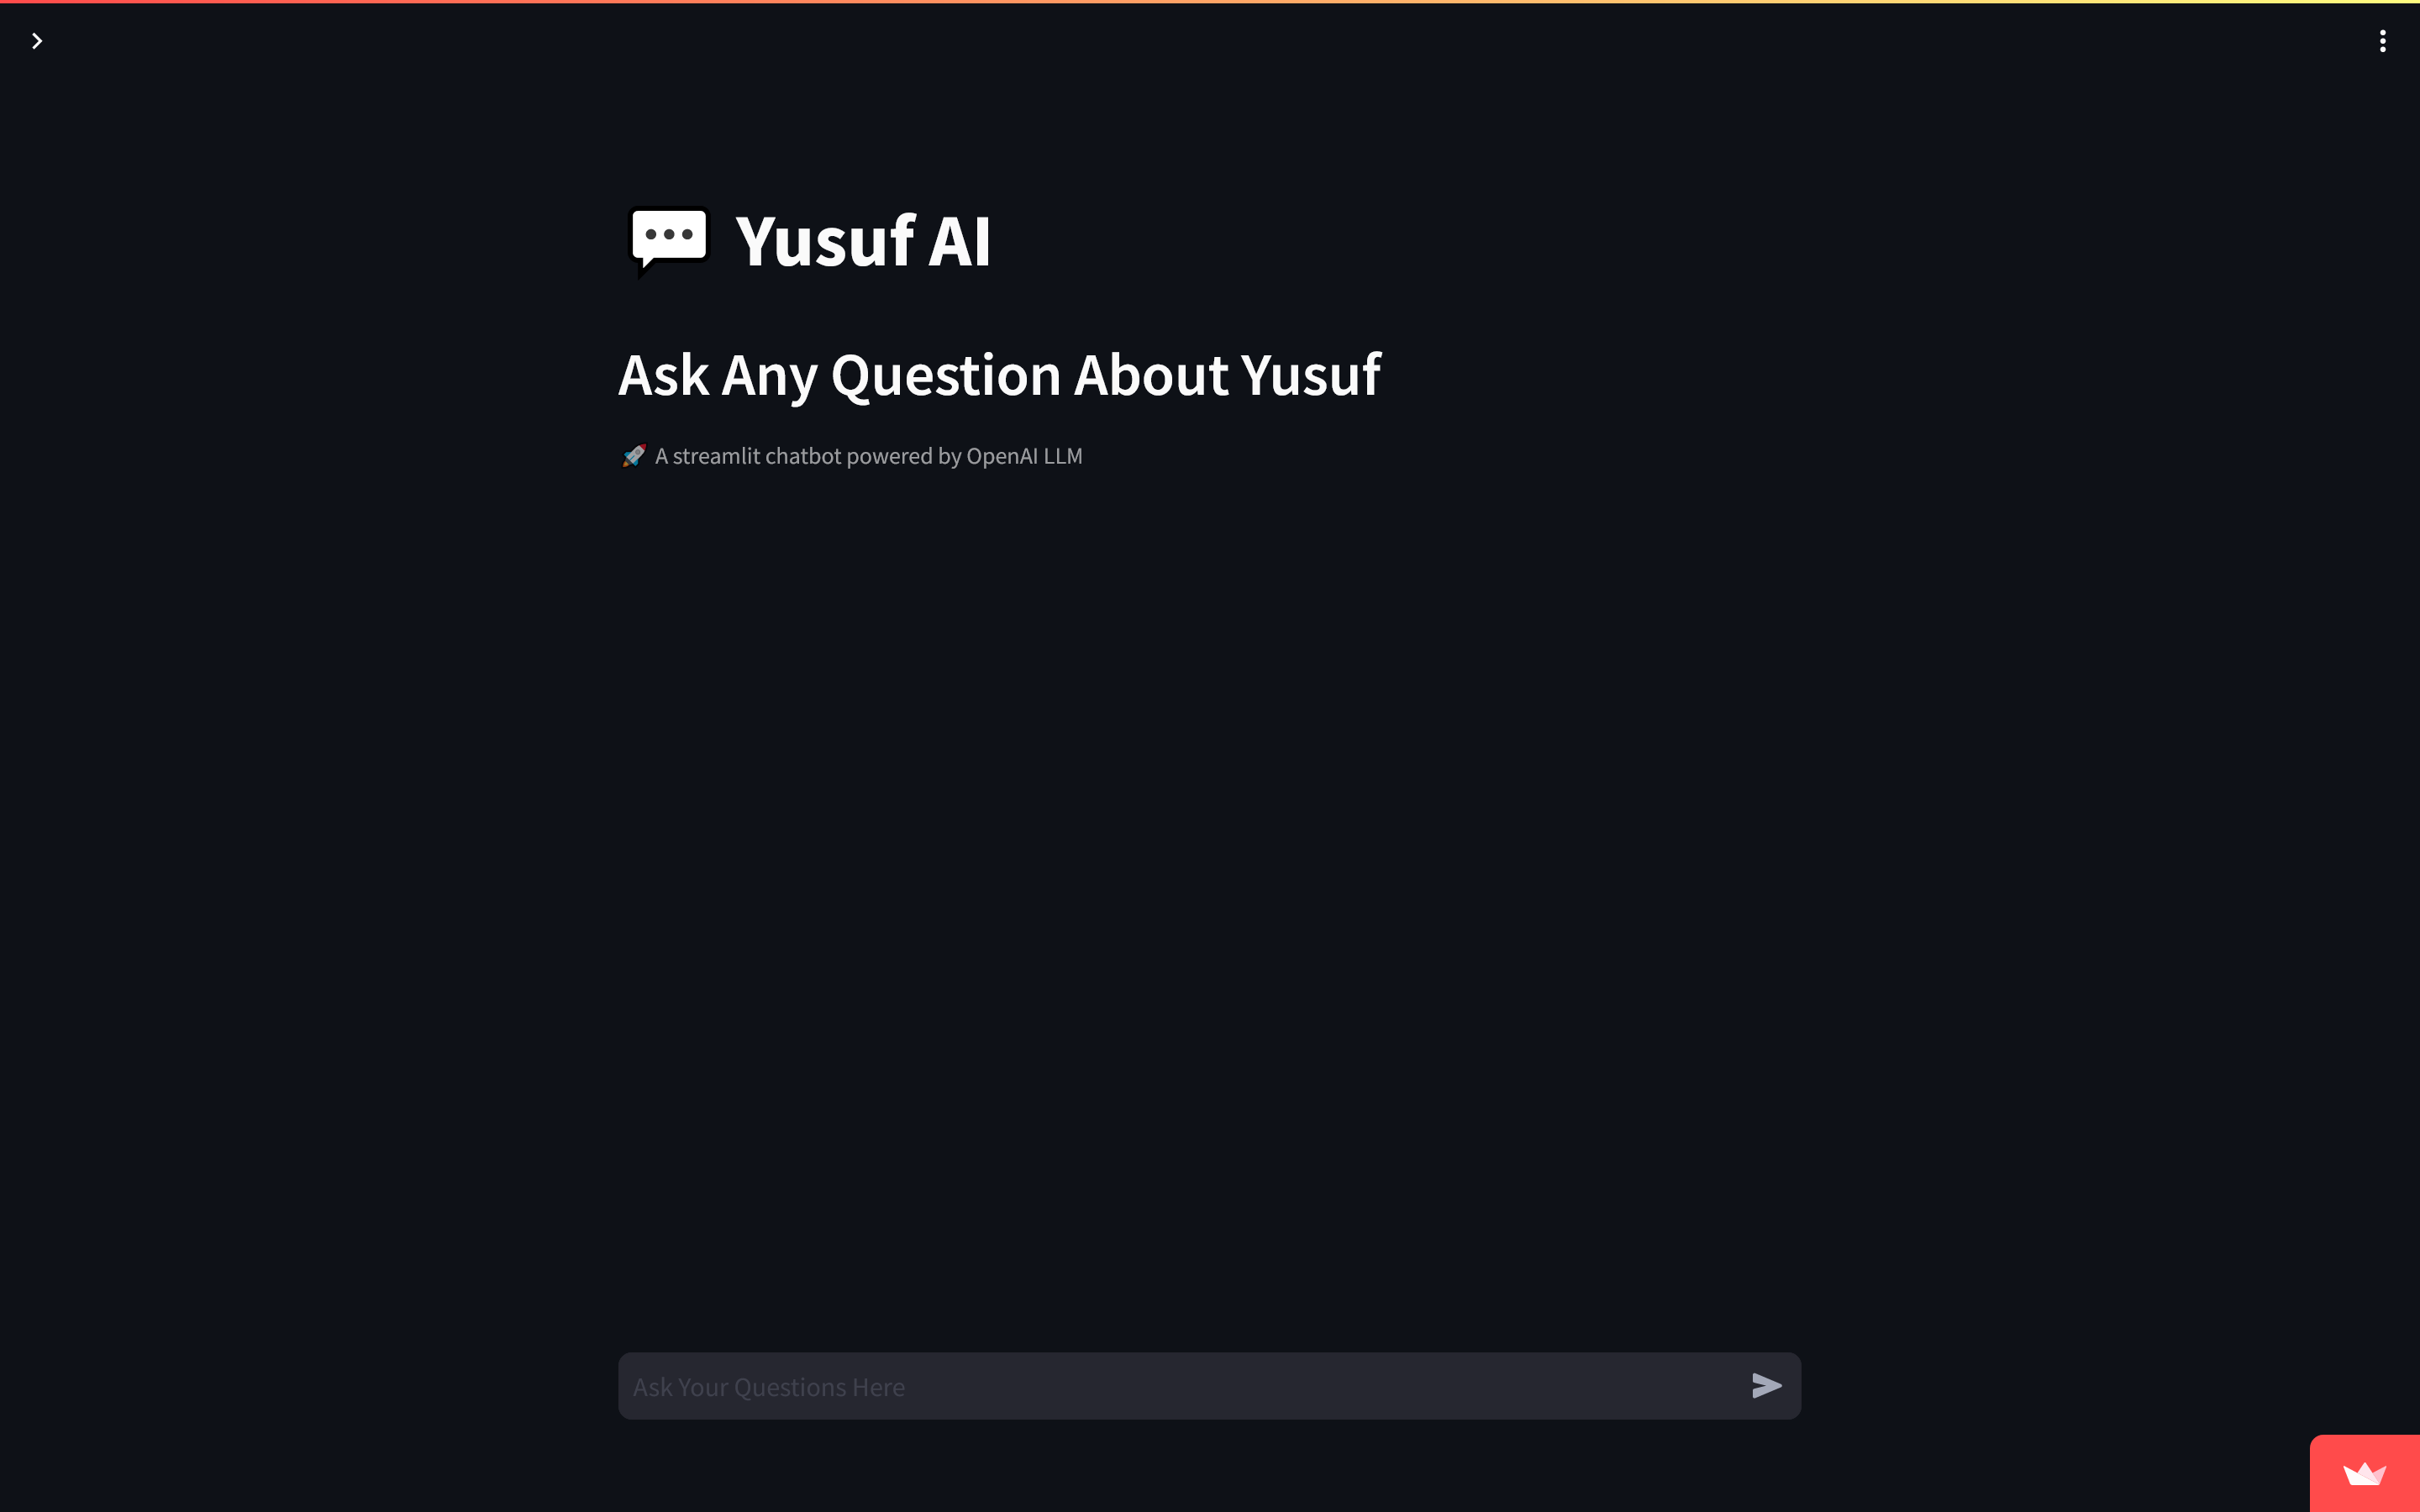 Yusuf AI
Ask Any Question About Yusuf
🚀 A streamlit chatbot powered by OpenAI LLM
Ask Your Questions Here